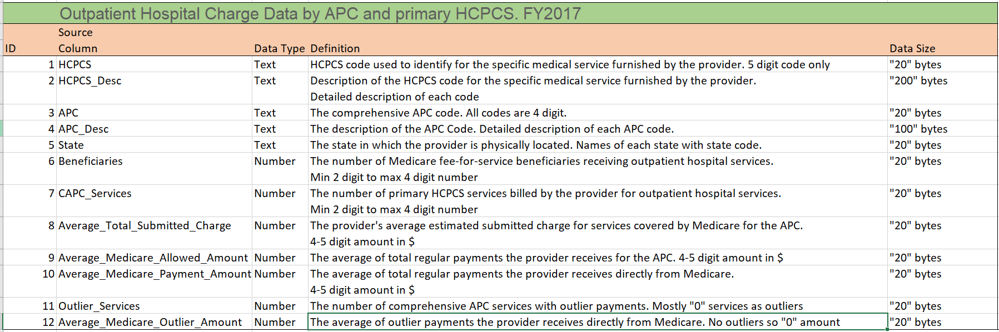 Outpatient Hospital Charge Data by APC and primary HCPCS. FY2017
ID Source Column Data Type Definition Data Size
1 HCPCS Text HCPCS code used to identify for the specific medical service furnished by the provider. 5 digit code only "20" bytes
2 HCPCS_Desc Text Description of the HCPCS code for the specific medical service furnished by the provider. "200" bytes
Detailed description of each code
3 APC Text The comprehensive APC code. All codes are 4 digit. "20" bytes
4 APC_Desc Text The description of the APC Code. Detailed description of each APC code. "100" bytes
5 State Text The state in which the provider is physically located. Names of each state with state code. "20" bytes
6 Beneficiaries Number The number of Medicare fee-for-service beneficiaries receiving outpatient hospital services. "20" bytes
Min 2 digit to max 4 digit number
7 CAPC_Services Number The number of primary HCPCS services billed by the provider for outpatient hospital services. "20" bytes
Min 2 digit to max 4 digit number
8 Average_Total_Submitted_Charge Number The provider's average estimated submitted charge for services covered by Medicare for the APC. "20" bytes
4-5 digit amount in $
9 Average_Medicare_Allowed_Amount Number The average of total regular payments the provider receives for the APC. 4-5 digit amount in $ "20" bytes
10 Average_Medicare_Payment_Amount Number The average of total regular payments the provider receives directly from Medicare. "20" bytes
4-5 digit amount in $
11 Outlier_Services Number The number of comprehensive APC services with outlier payments. Mostly "0" services as outliers "20" bytes
12 Average_Medicare_Outlier_Amount Number The average of outlier payments the provider receives directly from Medicare. No outliers so "0" amount "20" bytes